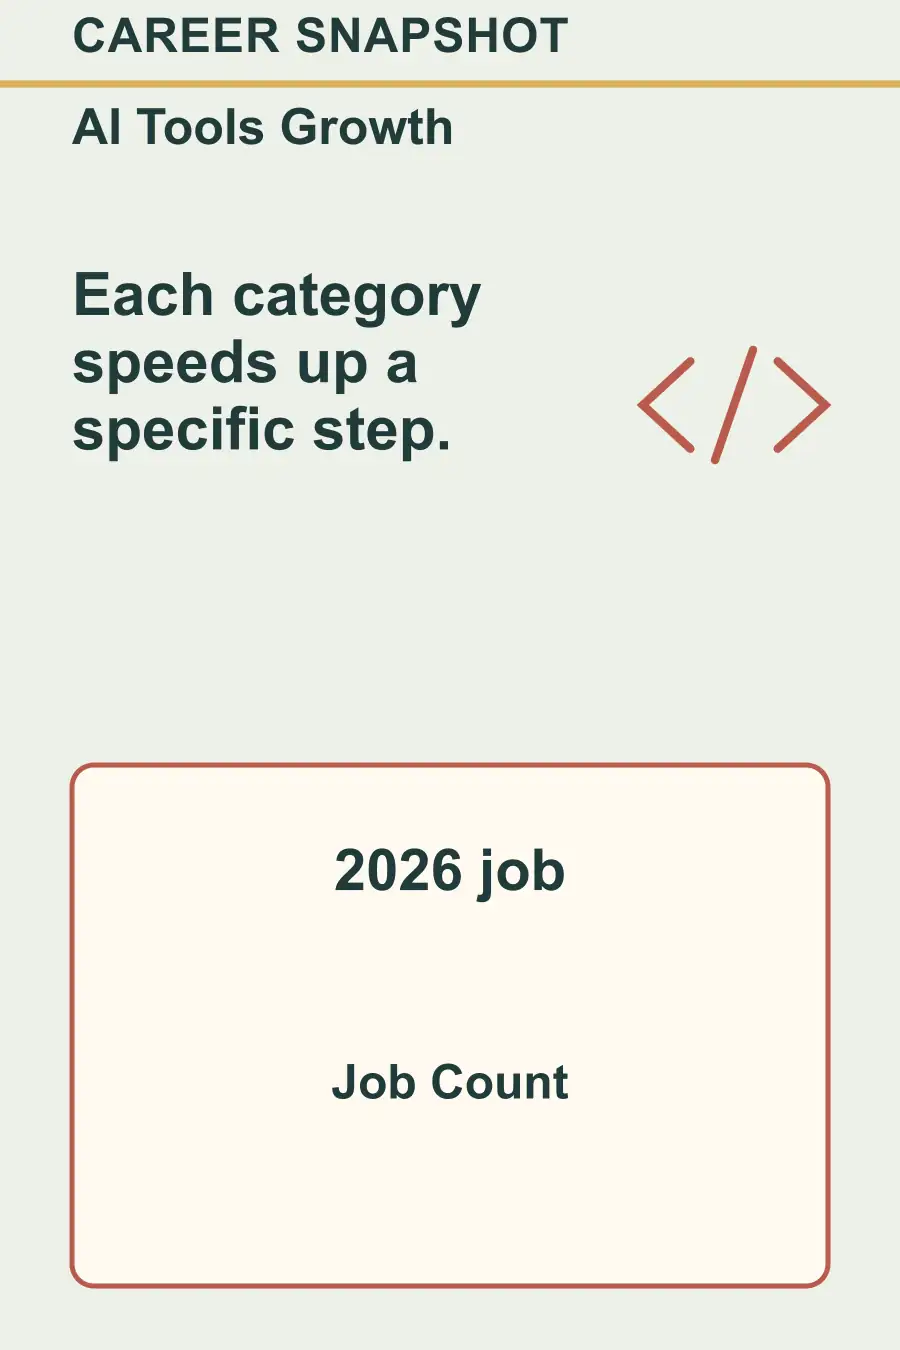 CAREER SNAPSHOT
AI Tools Growth
Each category
speeds up a
specific step.
</>
2026 job
Job Count